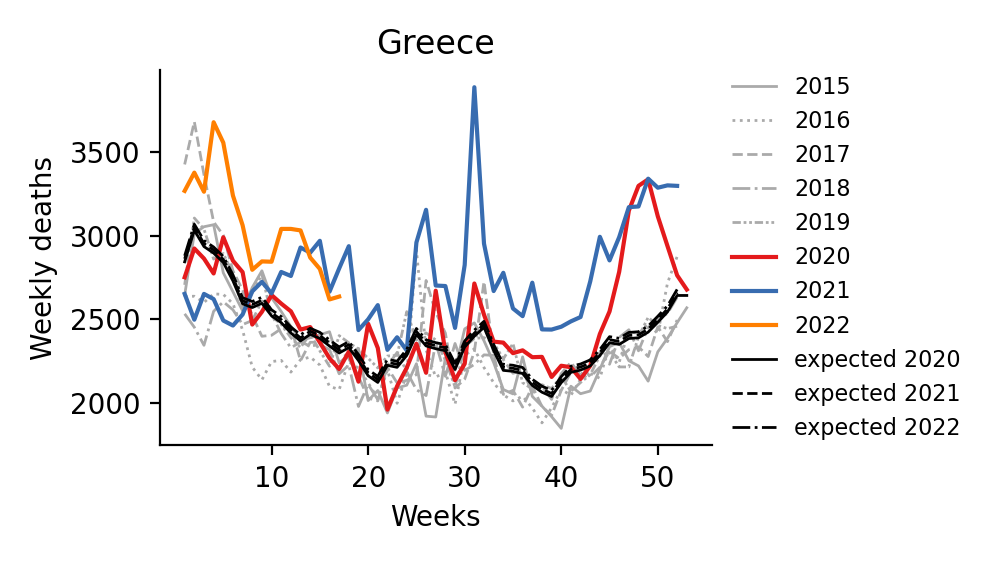 Greece
Weekly deaths
3500
3000
2500
2000
10 20 30 40 50
Weeks
2015
2016
2017
2018
2019
2020
2021
2022
expected 2020
expected 2021
expected 2022